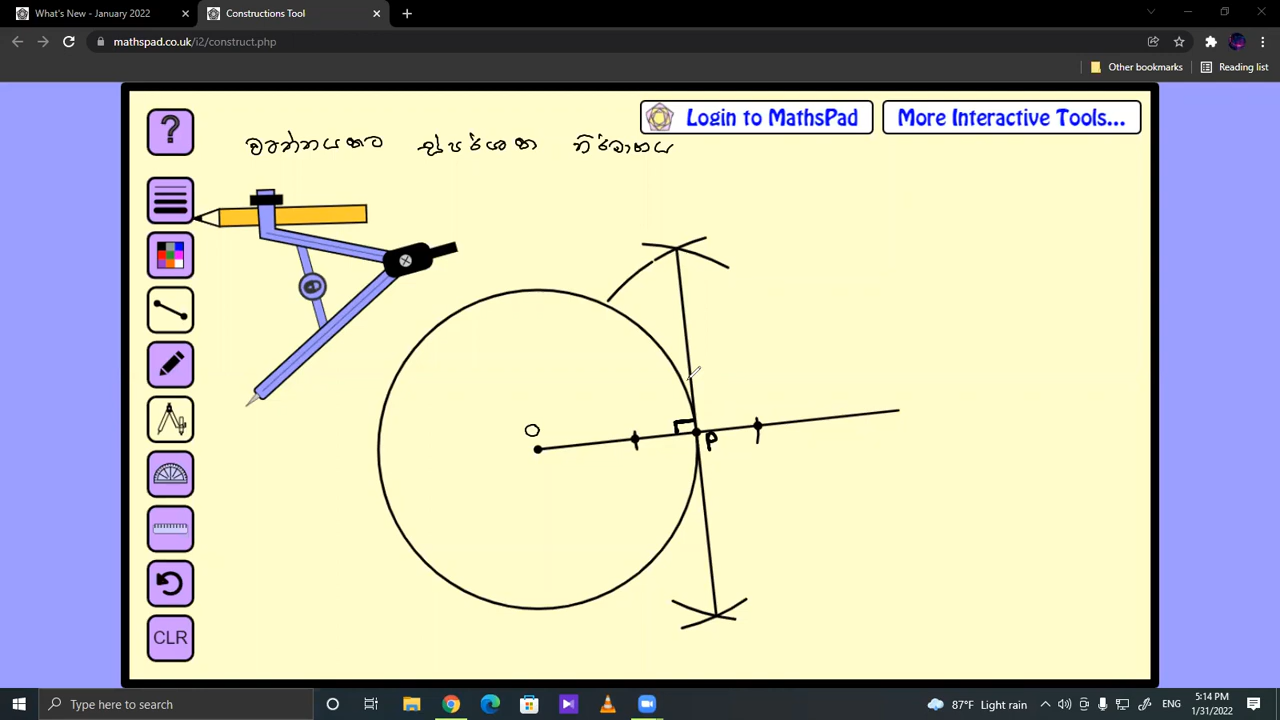 What's New - January 2022
Constructions Tool
mathspad.co.uk/i2/construct.php
Other bookmarks
Reading list
?
Login to MathsPad
More Interactive Tools...
ස්පර්ශක නිර්මාණය
O
P
CLR
Type here to search
87°F Light rain
ENG
5:14 PM
1/31/2022